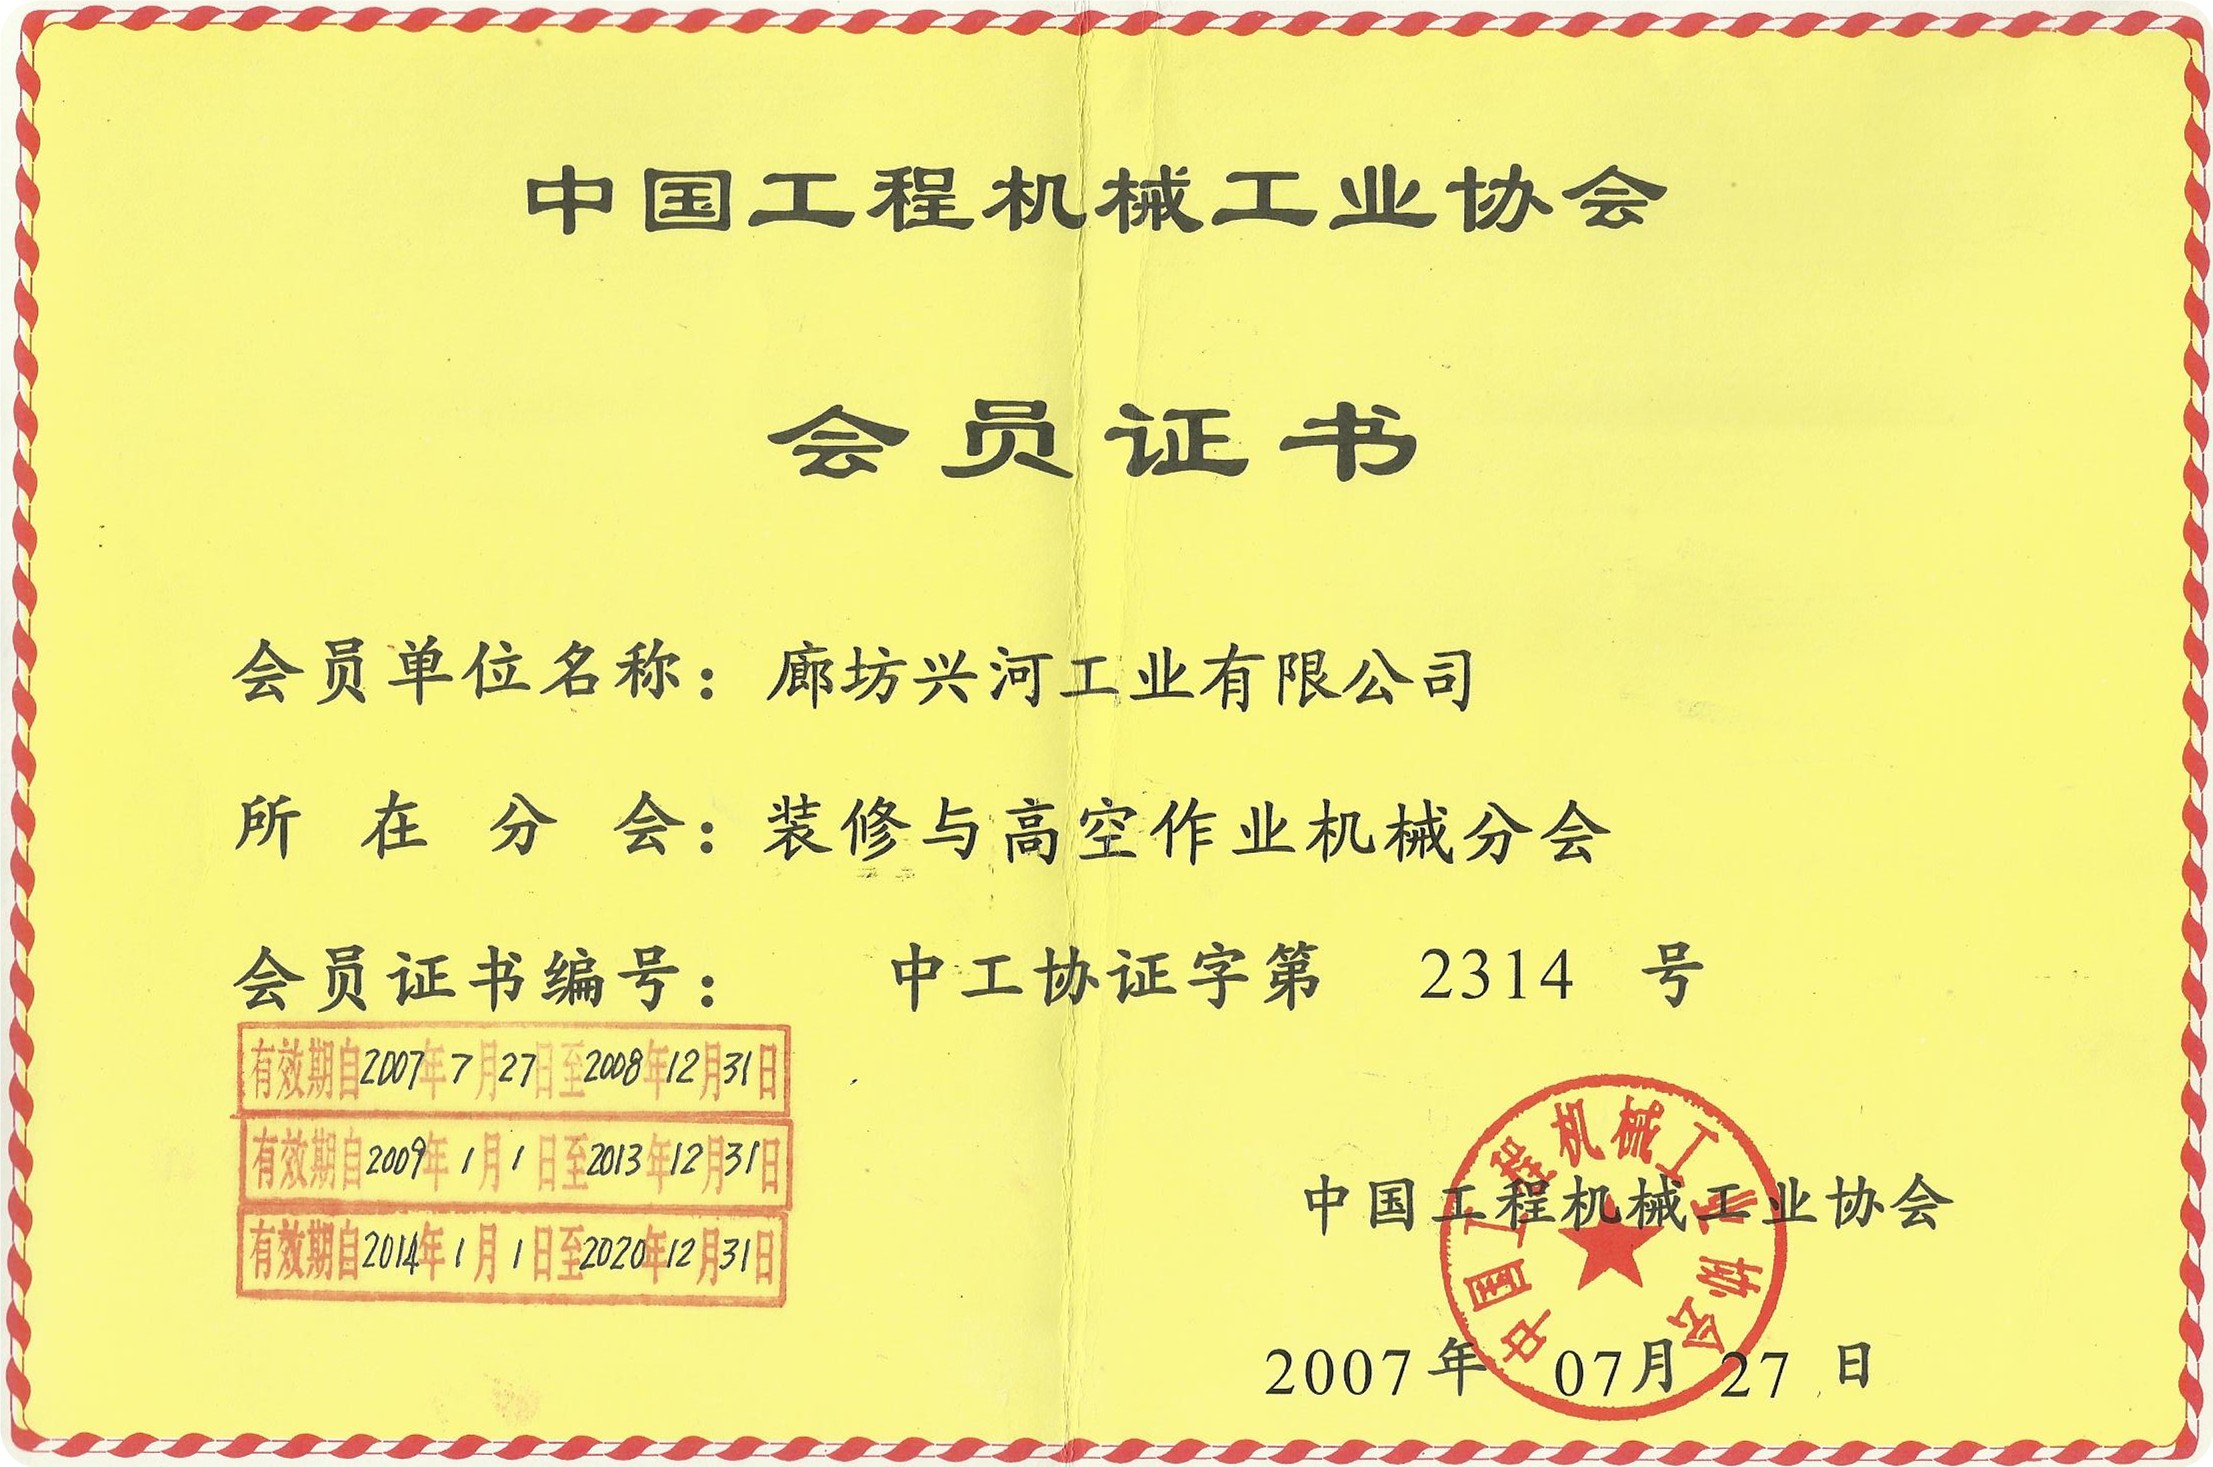 中国工程机械工业协会
会员证书
会员单位名称：廊坊兴河工业有限公司
所在分会：装修与高空作业机械分会
会员证书编号： 中工协证字第 2314 号
有效期自2007年7月27日至2008年12月31日
有效期自2009年1月1日至2013年12月31日
有效期自2014年1月1日至2020年12月31日
中国工程机械工业协会
中国工程机械工业协会
2007年 07月 27 日